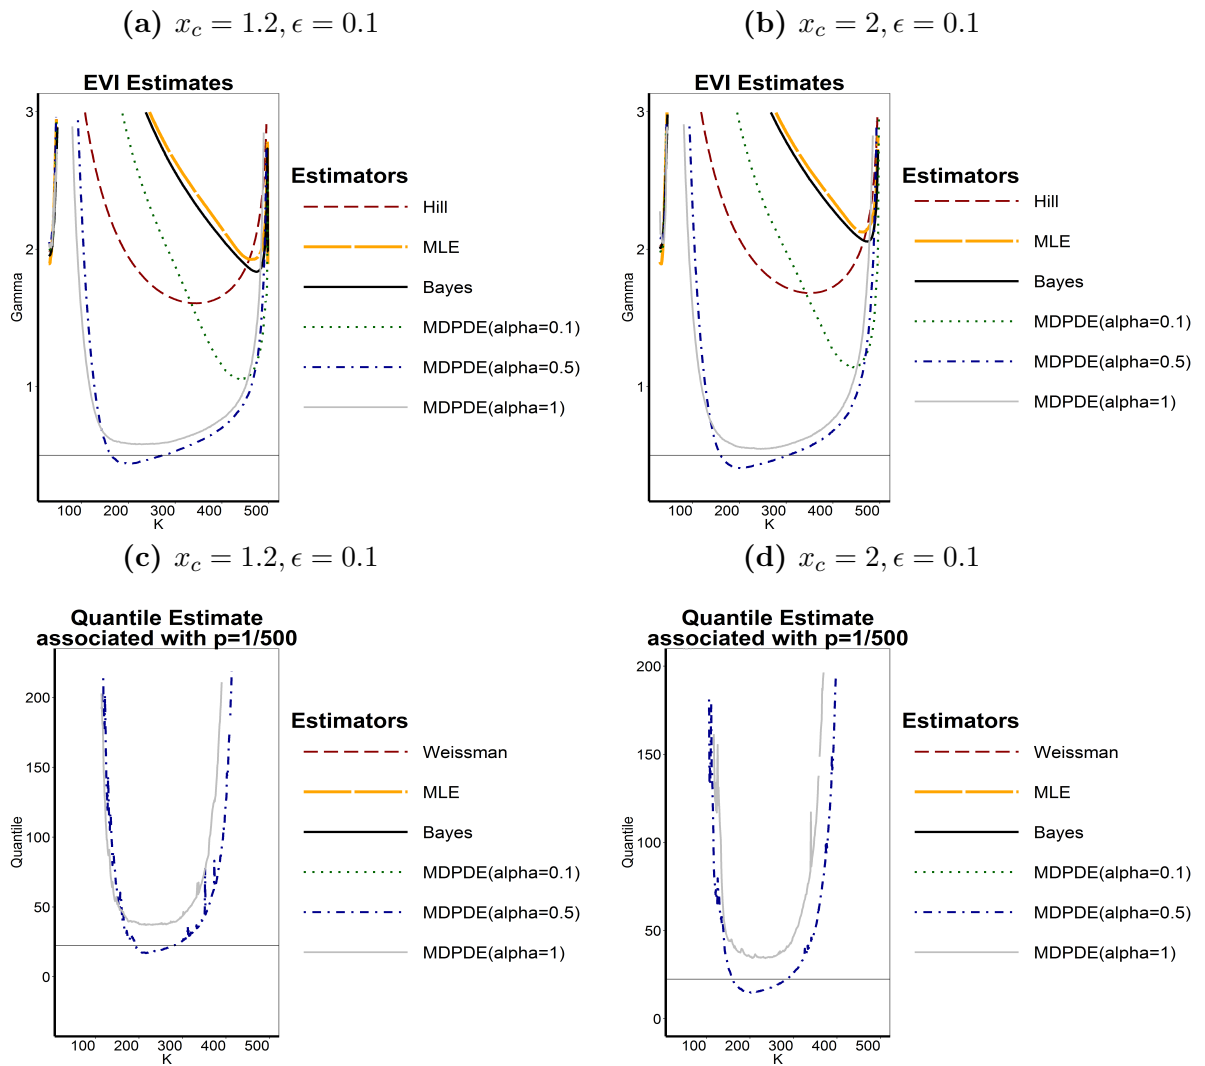 (a) x_c = 1.2, ϵ = 0.1
EVI Estimates
3
2
1
Gamma
100 200 300 400 500
K
Estimators
Hill
MLE
Bayes
MDPDE(alpha=0.1)
MDPDE(alpha=0.5)
MDPDE(alpha=1)
(b) x_c = 2, ϵ = 0.1
EVI Estimates
3
2
1
Gamma
100 200 300 400 500
K
Estimators
Hill
MLE
Bayes
MDPDE(alpha=0.1)
MDPDE(alpha=0.5)
MDPDE(alpha=1)
(c) x_c = 1.2, ϵ = 0.1
Quantile Estimate
associated with p=1/500
200
150
100
50
0
Quantile
100 200 300 400 500
K
Estimators
Weissman
MLE
Bayes
MDPDE(alpha=0.1)
MDPDE(alpha=0.5)
MDPDE(alpha=1)
(d) x_c = 2, ϵ = 0.1
Quantile Estimate
associated with p=1/500
200
150
100
50
0
Quantile
100 200 300 400 500
K
Estimators
Weissman
MLE
Bayes
MDPDE(alpha=0.1)
MDPDE(alpha=0.5)
MDPDE(alpha=1)